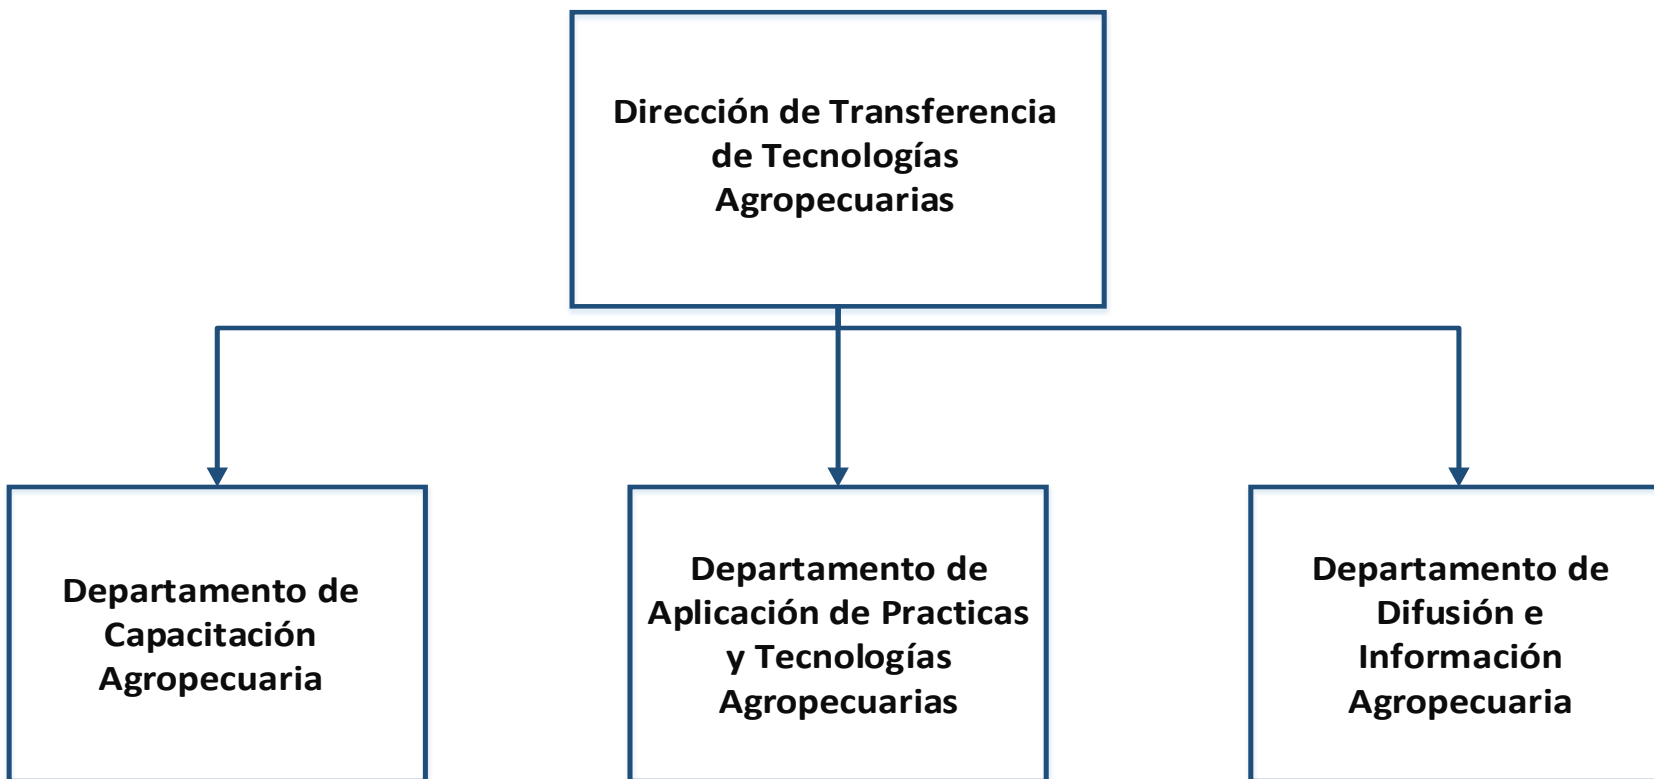 Dirección de Transferencia
de Tecnologías
Agropecuarias
Departamento de
Capacitación
Agropecuaria
Departamento de
Aplicación de Practicas
y Tecnologías
Agropecuarias
Departamento de
Difusión e
Información
Agropecuaria